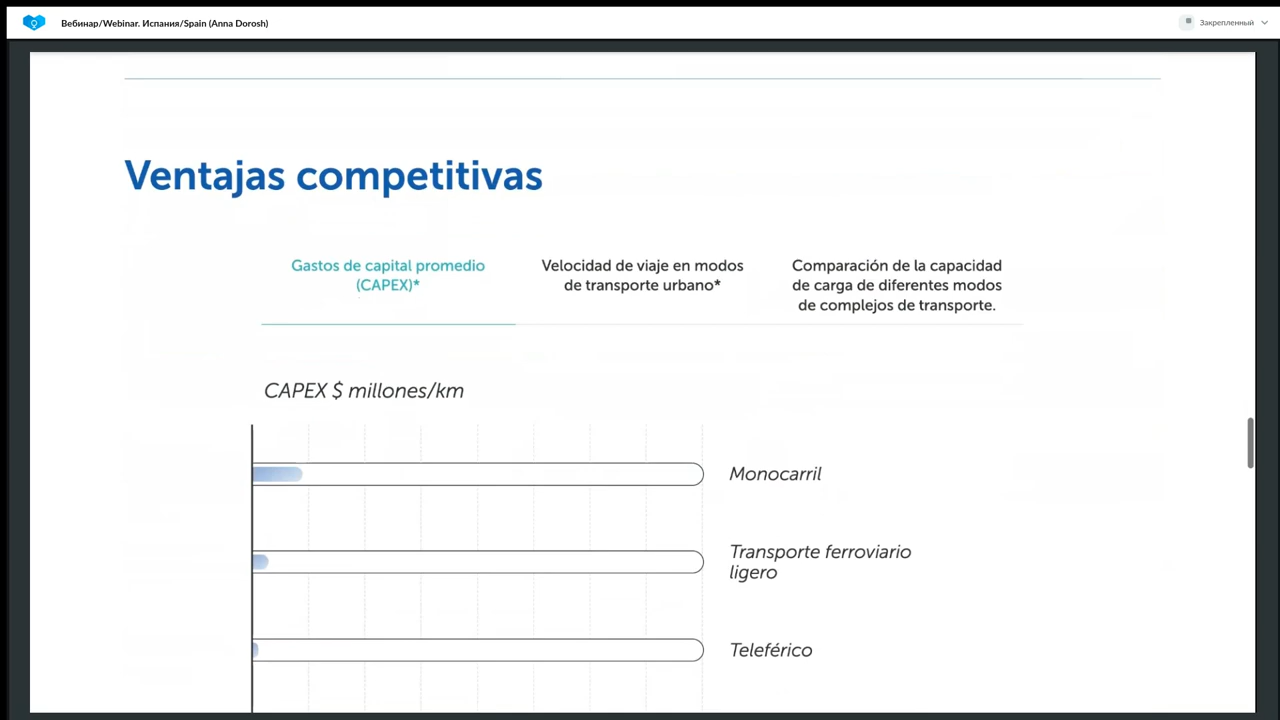 Вебинар/Webinar. Испания/Spain (Anna Dorosh)
Закрепленный
Ventajas competitivas
Gastos de capital promedio
(CAPEX)*
Velocidad de viaje en modos
de transporte urbano*
Comparación de la capacidad
de carga de diferentes modos
de complejos de transporte.
CAPEX $ millones/km
Monocarril
Transporte ferroviario
ligero
Teleférico